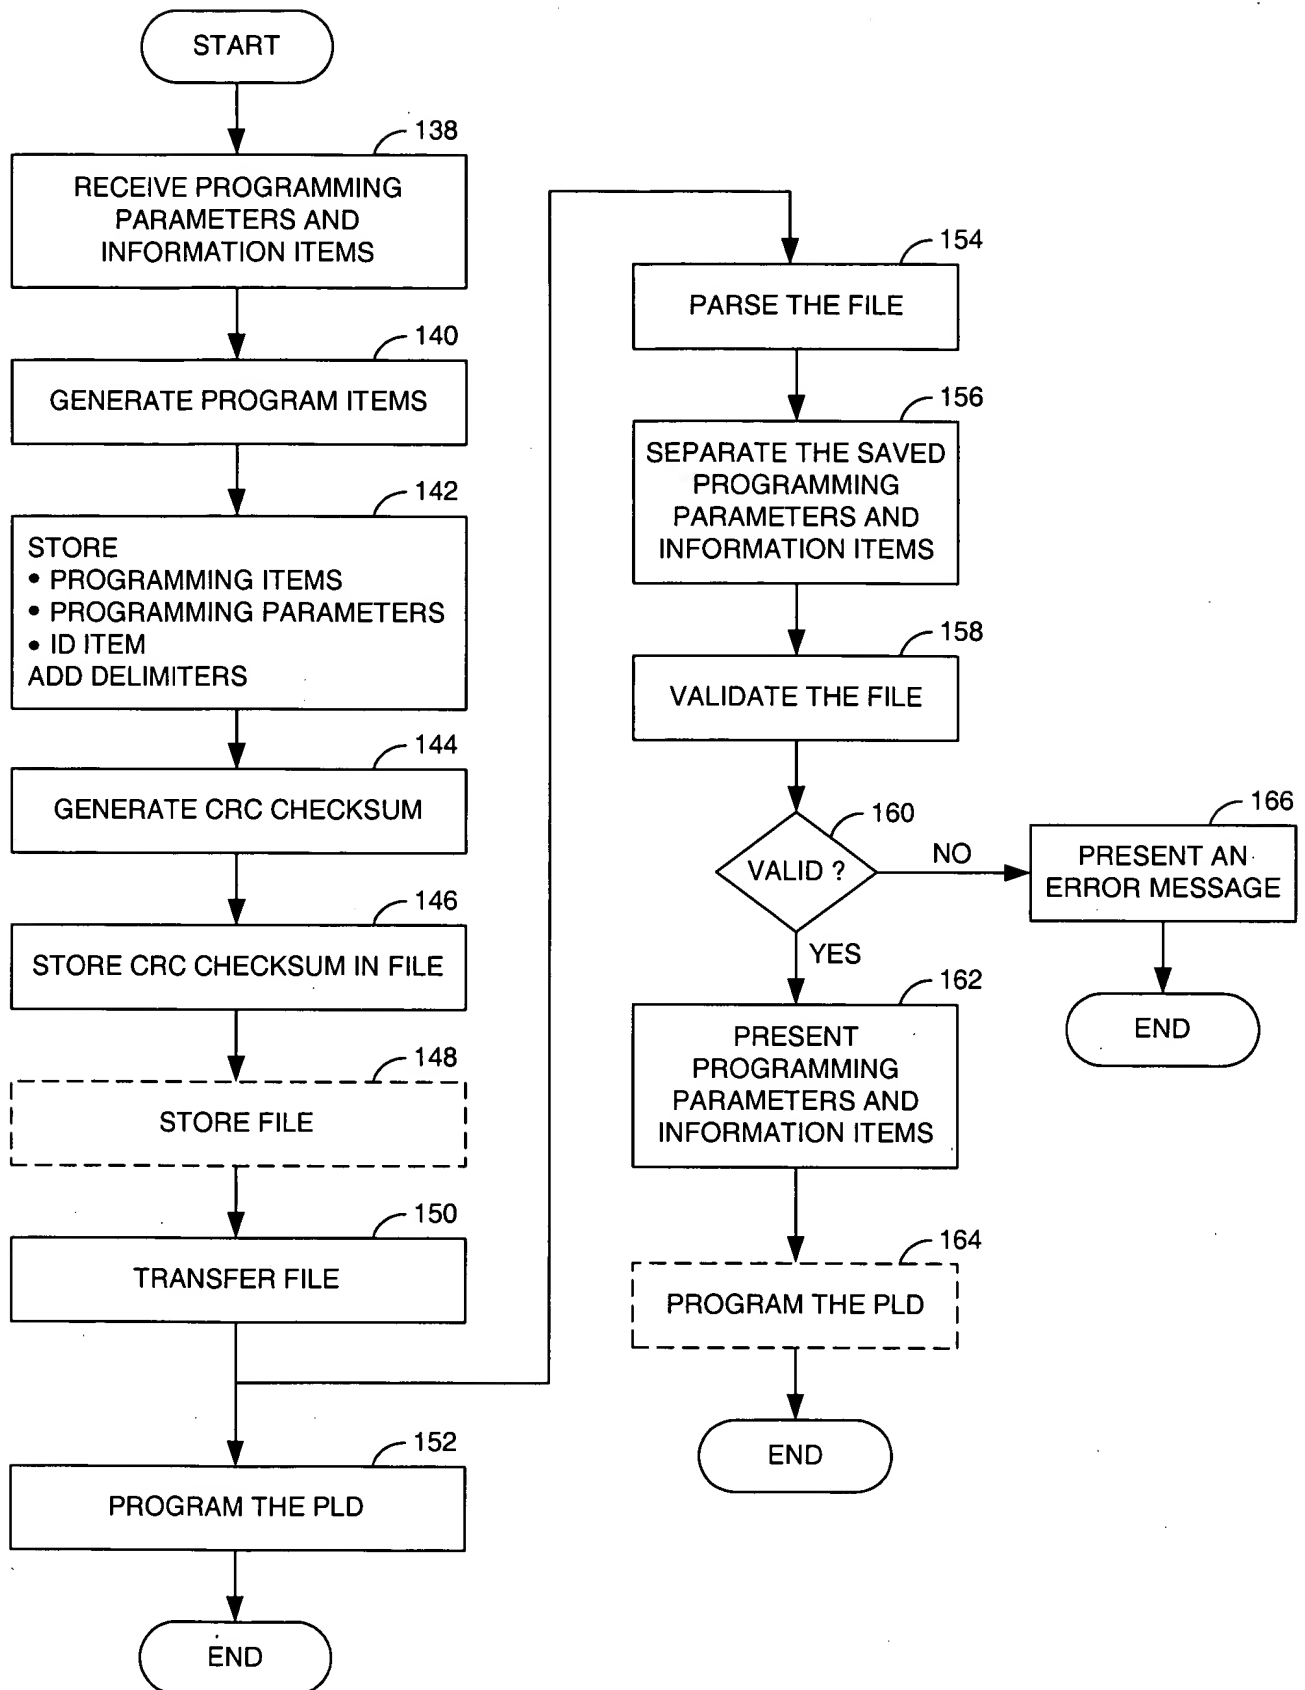 START
138
RECEIVE PROGRAMMING
PARAMETERS AND
INFORMATION ITEMS
140
GENERATE PROGRAM ITEMS
142
STORE
• PROGRAMMING ITEMS
• PROGRAMMING PARAMETERS
• ID ITEM
ADD DELIMITERS
144
GENERATE CRC CHECKSUM
146
STORE CRC CHECKSUM IN FILE
148
STORE FILE
150
TRANSFER FILE
152
PROGRAM THE PLD
END
154
PARSE THE FILE
156
SEPARATE THE SAVED
PROGRAMMING
PARAMETERS AND
INFORMATION ITEMS
158
VALIDATE THE FILE
160
VALID ?
NO
166
PRESENT AN
ERROR MESSAGE
END
YES
162
PRESENT
PROGRAMMING
PARAMETERS AND
INFORMATION ITEMS
164
PROGRAM THE PLD
END